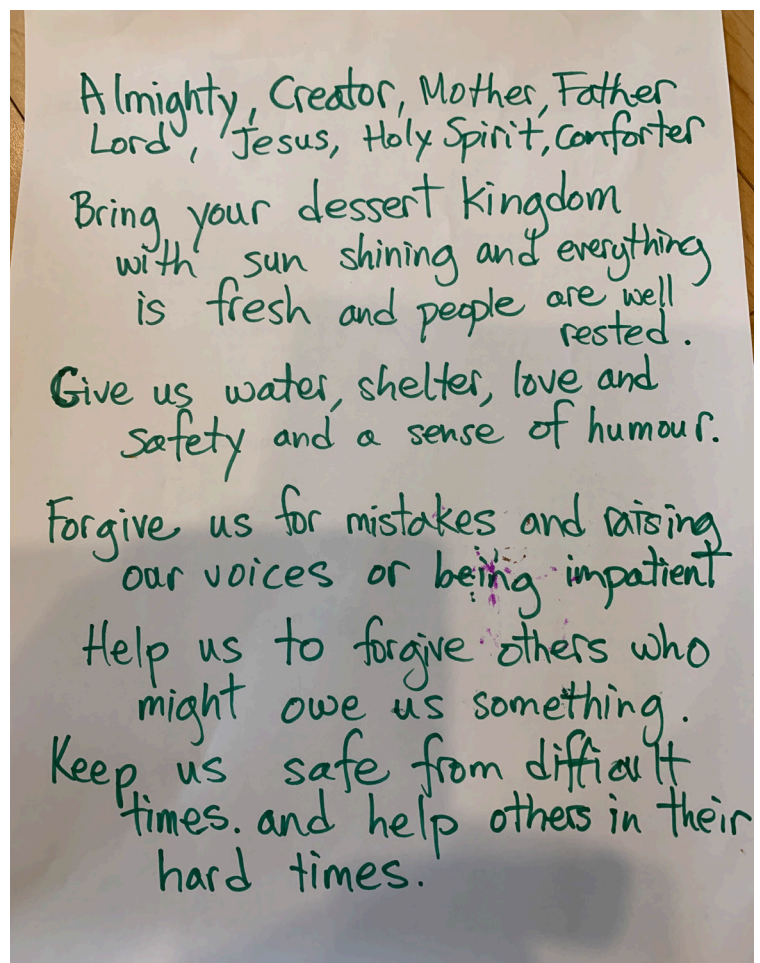 Almighty, Creator, Mother, Father
Lord, Jesus, Holy Spirit, Comforter
Bring your dessert kingdom
with sun shining and everything
is fresh and people are well
rested.
Give us water, shelter, love and
safety and a sense of humour.
Forgive us for mistakes and raising
our voices or being impatient
Help us to forgive others who
might owe us something.
Keep us safe from difficult
times. and help others in their
hard times.